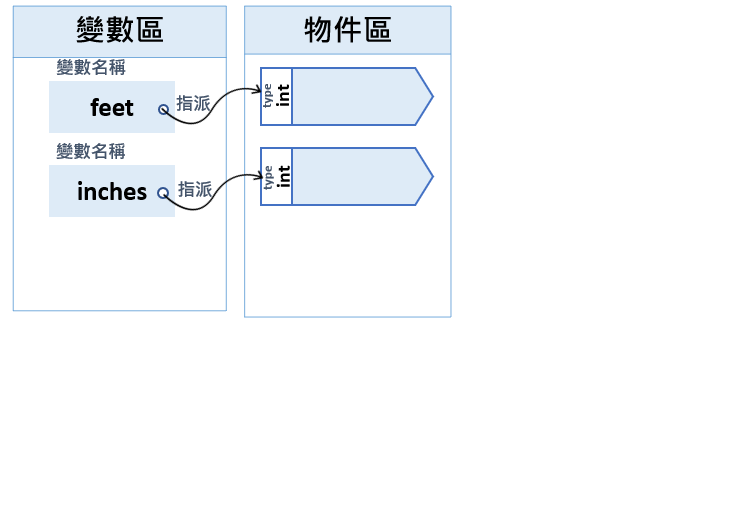 變數區
變數名稱
feet
指派
變數名稱
inches
指派
物件區
type
int
type
int